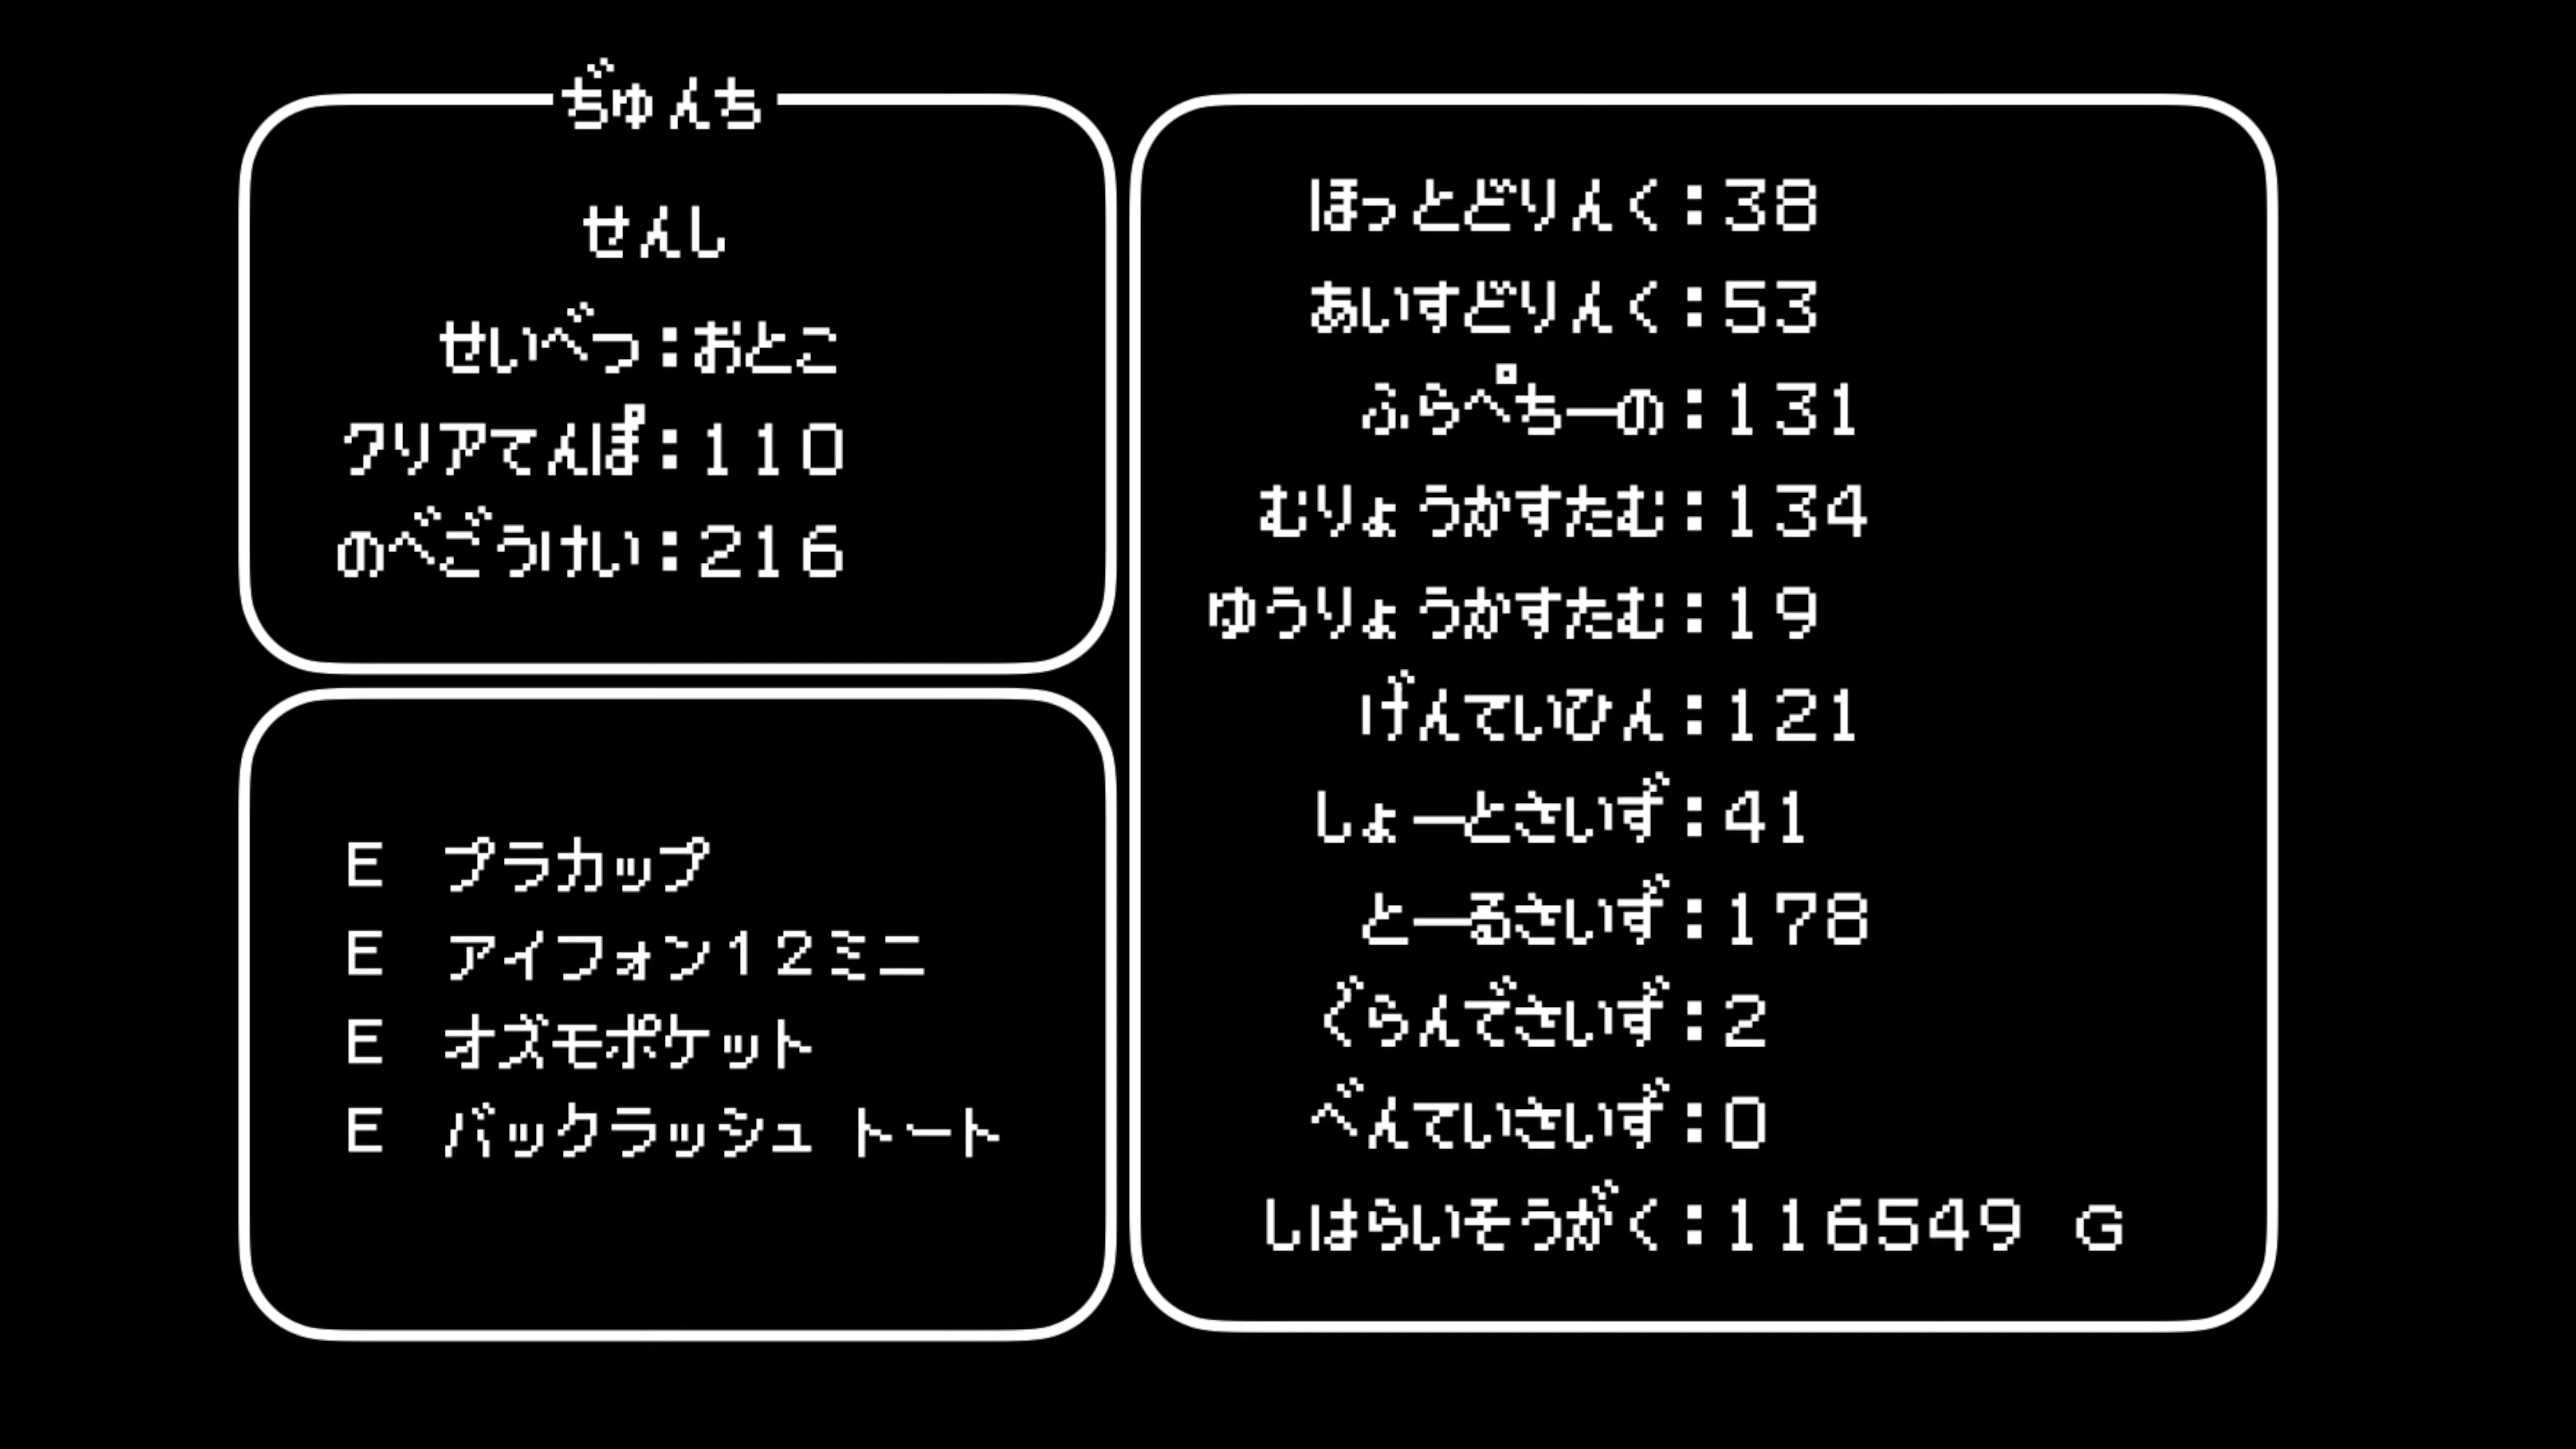 ぢゅんち
せんし
せいべつ：おとこ
クリアてんぽ：110
のべごうけい：216
E プラカップ
E アイフォン12ミニ
E オズモポケット
E バックラッシュ トート
ほっとどりんく：38
あいすどりんく：53
ふらぺちーの：131
むりょうかすたむ：134
ゆうりょうかすたむ：19
げんていひん：121
しょーとさいず：41
とーるさいず：178
ぐらんでさいず：2
べんていさいず：0
しはらいそうがく：116549 G